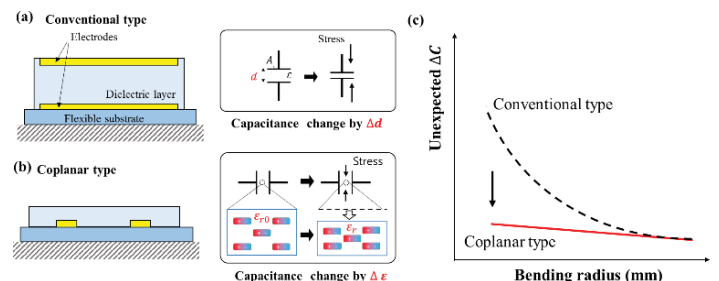 (a)
Conventional type
Electrodes
Dielectric layer
Flexible substrate
A
d
ε
Stress
Capacitance change by Δd
(b)
Coplanar type
Stress
εr0
εr
Capacitance change by Δ ε
(c)
Unexpected ΔC
Conventional type
Coplanar type
Bending radius (mm)